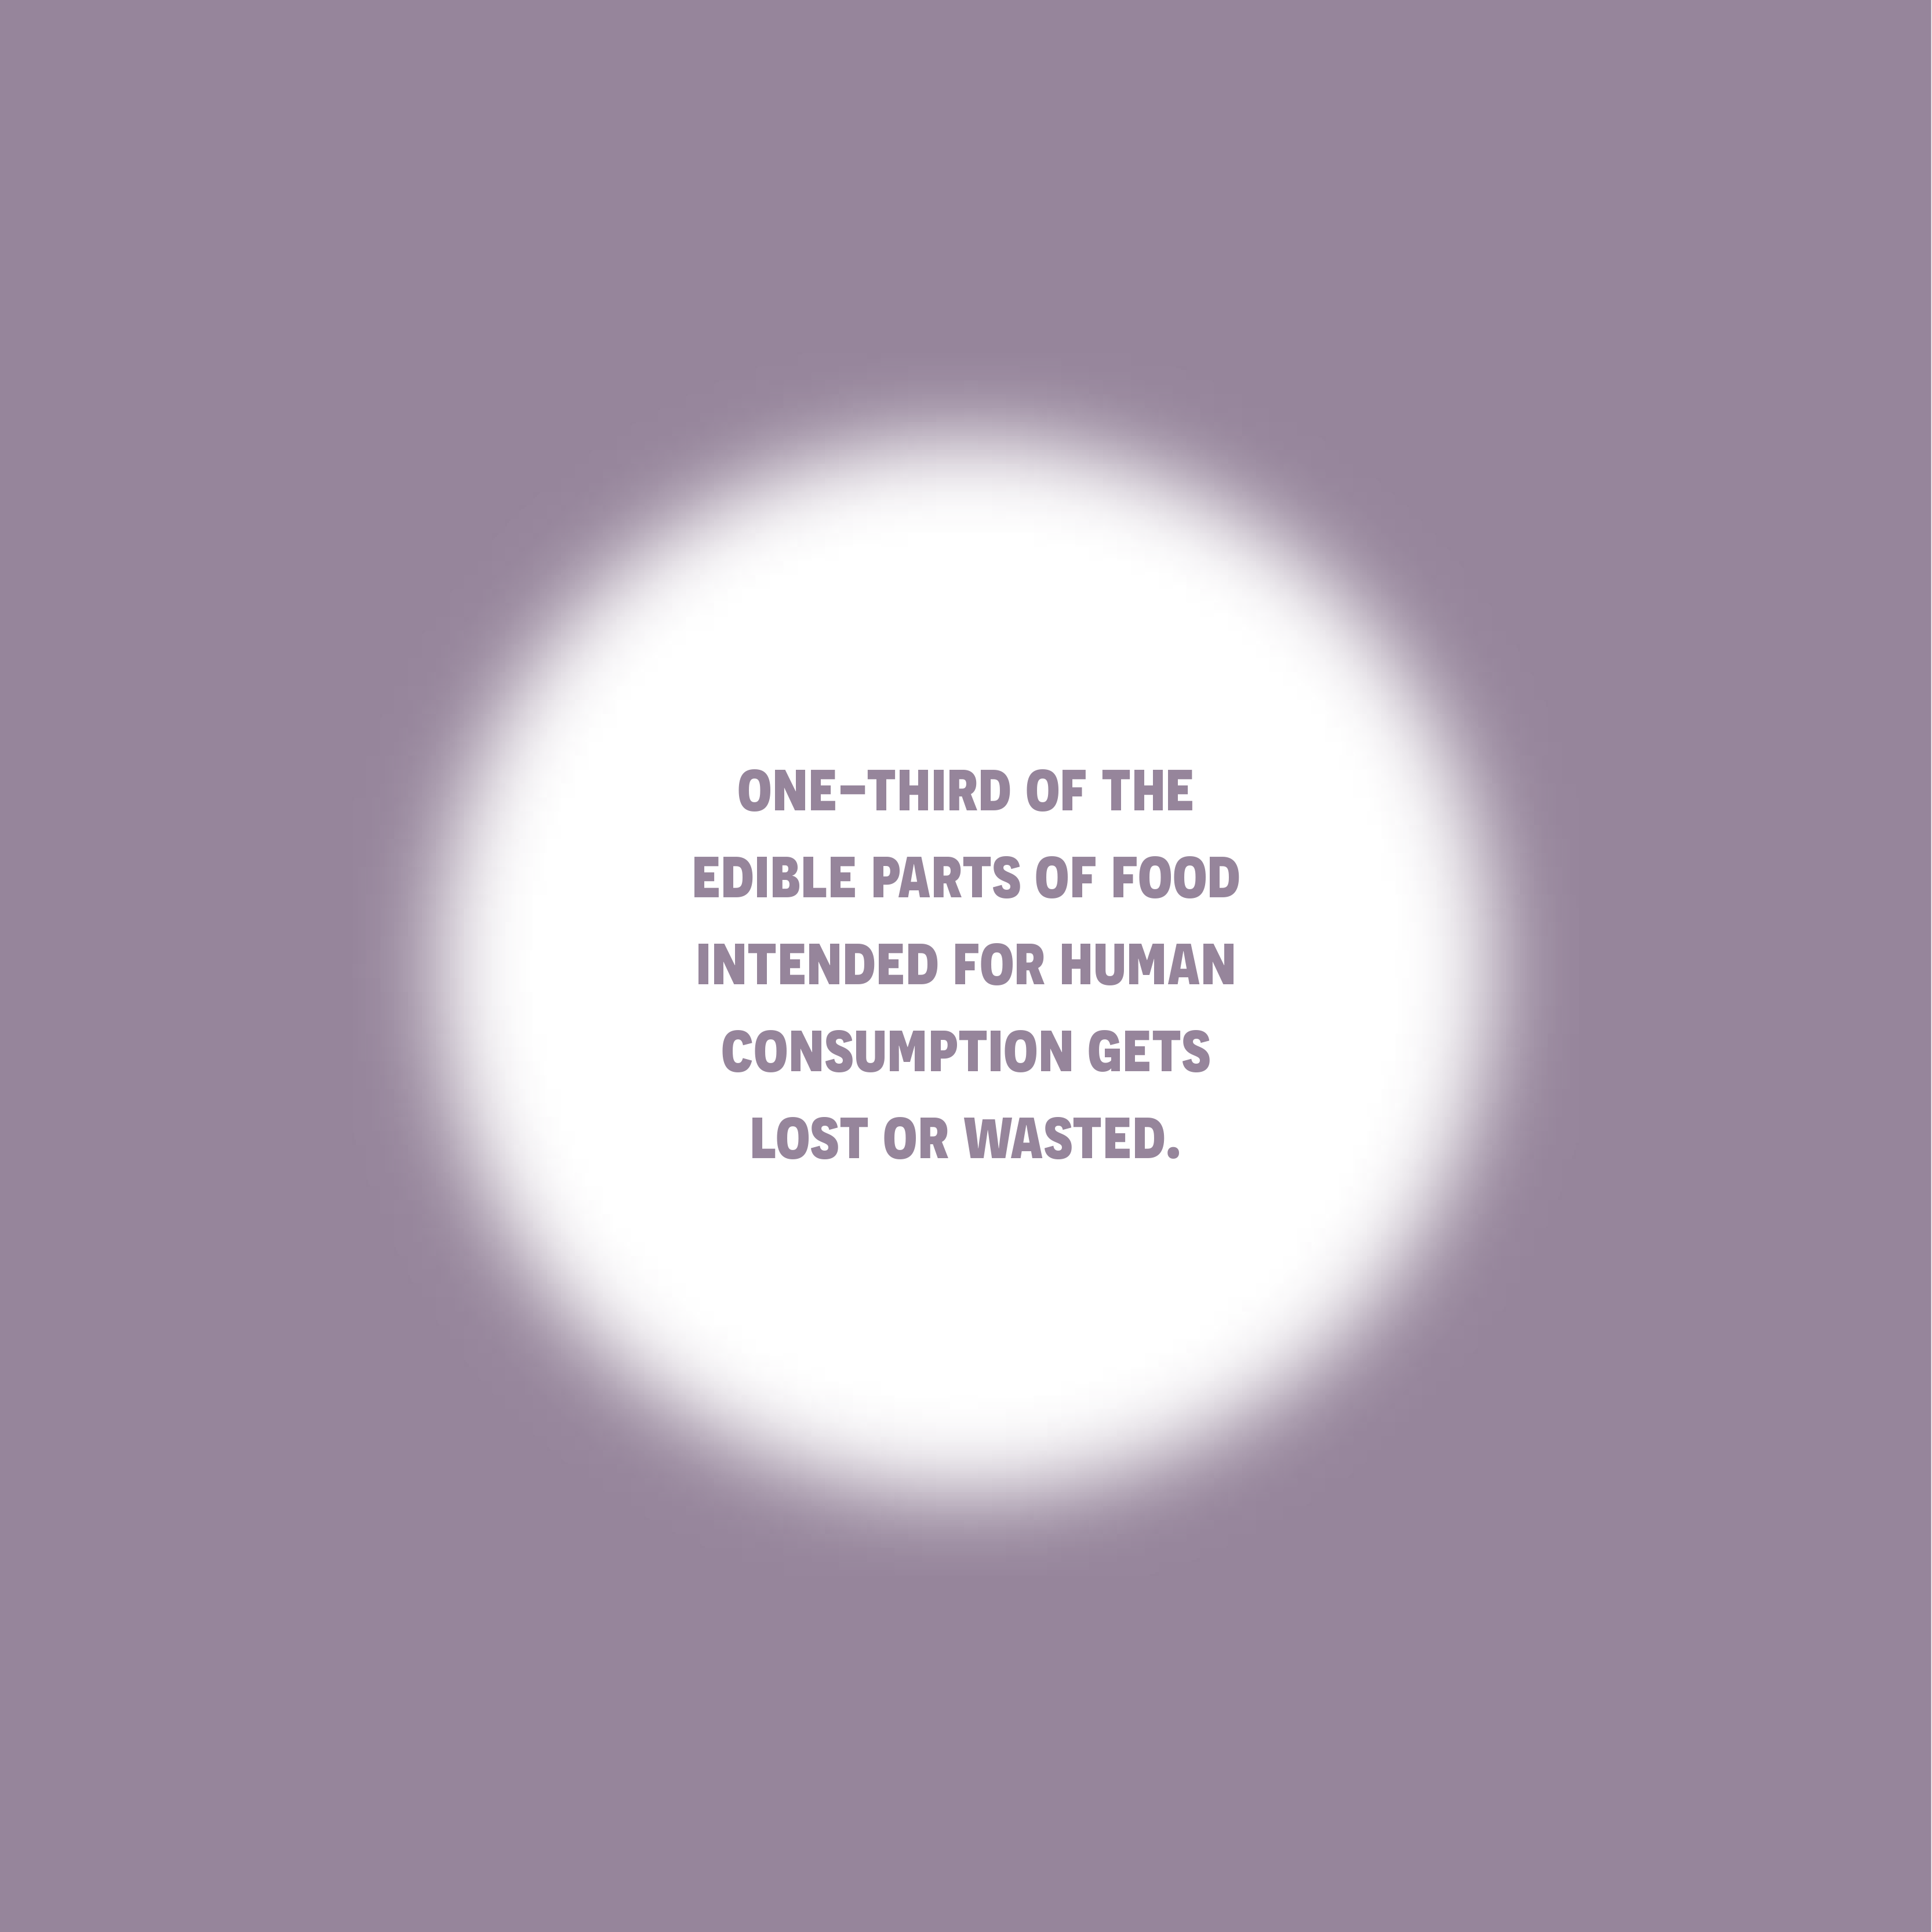 ONE-THIRD OF THE
EDIBLE PARTS OF FOOD
INTENDED FOR HUMAN
CONSUMPTION GETS
LOST OR WASTED.